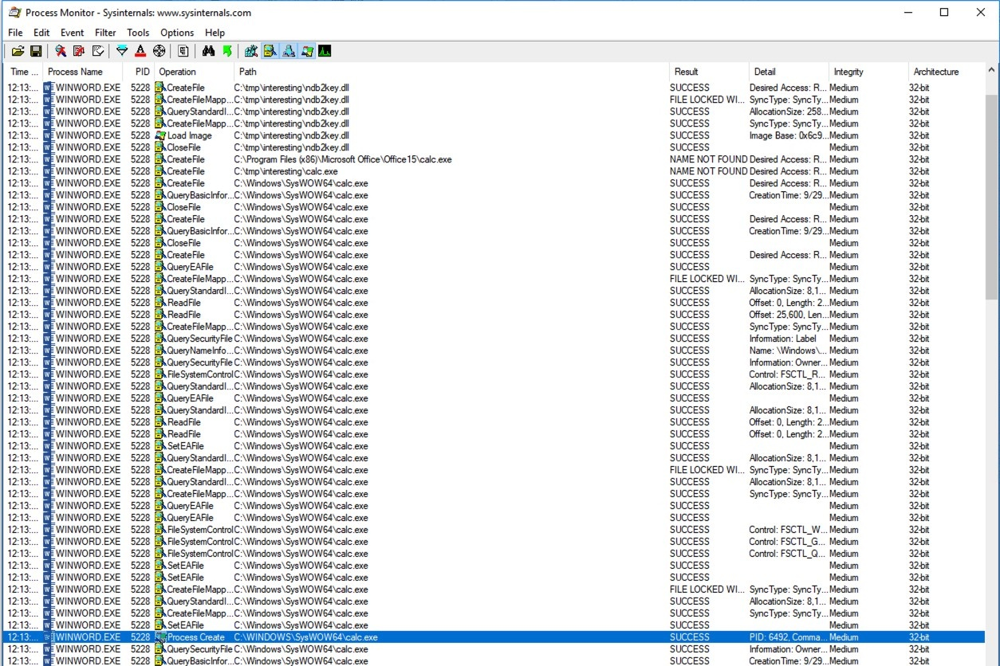 Process Monitor - Sysinternals: www.sysinternals.com
File Edit Event Filter Tools Options Help
Time ... Process Name PID Operation Path Result Detail Integrity Architecture
12:13:... WINWORD.EXE 5228 CreateFile C:\tmp\interesting\ndb2key.dll SUCCESS Desired Access: R... Medium 32-bit
12:13:... WINWORD.EXE 5228 CreateFileMapp... C:\tmp\interesting\ndb2key.dll FILE LOCKED WI... SyncType: SyncTy... Medium 32-bit
12:13:... WINWORD.EXE 5228 QueryStandardI... C:\tmp\interesting\ndb2key.dll SUCCESS AllocationSize: 258... Medium 32-bit
12:13:... WINWORD.EXE 5228 CreateFileMapp... C:\tmp\interesting\ndb2key.dll SUCCESS SyncType: SyncTy... Medium 32-bit
12:13:... WINWORD.EXE 5228 Load Image C:\tmp\interesting\ndb2key.dll SUCCESS Image Base: 0x6c9... Medium 32-bit
12:13:... WINWORD.EXE 5228 CloseFile C:\tmp\interesting\ndb2key.dll SUCCESS Medium 32-bit
12:13:... WINWORD.EXE 5228 CreateFile C:\Program Files (x86)\Microsoft Office\Office15\calc.exe NAME NOT FOUND Desired Access: R... Medium 32-bit
12:13:... WINWORD.EXE 5228 CreateFile C:\tmp\interesting\calc.exe NAME NOT FOUND Desired Access: R... Medium 32-bit
12:13:... WINWORD.EXE 5228 CreateFile C:\Windows\SysWOW64\calc.exe SUCCESS Desired Access: R... Medium 32-bit
12:13:... WINWORD.EXE 5228 QueryBasicInfor... C:\Windows\SysWOW64\calc.exe SUCCESS CreationTime: 9/29... Medium 32-bit
12:13:... WINWORD.EXE 5228 CloseFile C:\Windows\SysWOW64\calc.exe SUCCESS Medium 32-bit
12:13:... WINWORD.EXE 5228 CreateFile C:\Windows\SysWOW64\calc.exe SUCCESS Desired Access: R... Medium 32-bit
12:13:... WINWORD.EXE 5228 QueryBasicInfor... C:\Windows\SysWOW64\calc.exe SUCCESS CreationTime: 9/29... Medium 32-bit
12:13:... WINWORD.EXE 5228 CloseFile C:\Windows\SysWOW64\calc.exe SUCCESS Medium 32-bit
12:13:... WINWORD.EXE 5228 CreateFile C:\Windows\SysWOW64\calc.exe SUCCESS Desired Access: R... Medium 32-bit
12:13:... WINWORD.EXE 5228 QueryEAFile C:\Windows\SysWOW64\calc.exe SUCCESS Medium 32-bit
12:13:... WINWORD.EXE 5228 CreateFileMapp... C:\Windows\SysWOW64\calc.exe FILE LOCKED WI... SyncType: SyncTy... Medium 32-bit
12:13:... WINWORD.EXE 5228 QueryStandardI... C:\Windows\SysWOW64\calc.exe SUCCESS AllocationSize: 8,1... Medium 32-bit
12:13:... WINWORD.EXE 5228 ReadFile C:\Windows\SysWOW64\calc.exe SUCCESS Offset: 0, Length: 2... Medium 32-bit
12:13:... WINWORD.EXE 5228 ReadFile C:\Windows\SysWOW64\calc.exe SUCCESS Offset: 25,600, Len... Medium 32-bit
12:13:... WINWORD.EXE 5228 CreateFileMapp... C:\Windows\SysWOW64\calc.exe SUCCESS SyncType: SyncTy... Medium 32-bit
12:13:... WINWORD.EXE 5228 QuerySecurityFile C:\Windows\SysWOW64\calc.exe SUCCESS Information: Label Medium 32-bit
12:13:... WINWORD.EXE 5228 QueryNameInfo... C:\Windows\SysWOW64\calc.exe SUCCESS Name: \Windows\... Medium 32-bit
12:13:... WINWORD.EXE 5228 QuerySecurityFile C:\Windows\SysWOW64\calc.exe SUCCESS Information: Owner... Medium 32-bit
12:13:... WINWORD.EXE 5228 FileSystemControl C:\Windows\SysWOW64\calc.exe SUCCESS Control: FSCTL_R... Medium 32-bit
12:13:... WINWORD.EXE 5228 QueryStandardI... C:\Windows\SysWOW64\calc.exe SUCCESS AllocationSize: 8,1... Medium 32-bit
12:13:... WINWORD.EXE 5228 QueryEAFile C:\Windows\SysWOW64\calc.exe SUCCESS Medium 32-bit
12:13:... WINWORD.EXE 5228 QueryStandardI... C:\Windows\SysWOW64\calc.exe SUCCESS AllocationSize: 8,1... Medium 32-bit
12:13:... WINWORD.EXE 5228 ReadFile C:\Windows\SysWOW64\calc.exe SUCCESS Offset: 0, Length: 2... Medium 32-bit
12:13:... WINWORD.EXE 5228 ReadFile C:\Windows\SysWOW64\calc.exe SUCCESS Offset: 0, Length: 2... Medium 32-bit
12:13:... WINWORD.EXE 5228 SetEAFile C:\Windows\SysWOW64\calc.exe SUCCESS Medium 32-bit
12:13:... WINWORD.EXE 5228 QueryStandardI... C:\Windows\SysWOW64\calc.exe SUCCESS AllocationSize: 8,1... Medium 32-bit
12:13:... WINWORD.EXE 5228 CreateFileMapp... C:\Windows\SysWOW64\calc.exe FILE LOCKED WI... SyncType: SyncTy... Medium 32-bit
12:13:... WINWORD.EXE 5228 QueryStandardI... C:\Windows\SysWOW64\calc.exe SUCCESS AllocationSize: 8,1... Medium 32-bit
12:13:... WINWORD.EXE 5228 CreateFileMapp... C:\Windows\SysWOW64\calc.exe SUCCESS SyncType: SyncTy... Medium 32-bit
12:13:... WINWORD.EXE 5228 QueryEAFile C:\Windows\SysWOW64\calc.exe SUCCESS Medium 32-bit
12:13:... WINWORD.EXE 5228 QueryEAFile C:\Windows\SysWOW64\calc.exe SUCCESS Medium 32-bit
12:13:... WINWORD.EXE 5228 FileSystemControl C:\Windows\SysWOW64\calc.exe SUCCESS Control: FSCTL_W... Medium 32-bit
12:13:... WINWORD.EXE 5228 FileSystemControl C:\Windows\SysWOW64\calc.exe SUCCESS Control: FSCTL_G... Medium 32-bit
12:13:... WINWORD.EXE 5228 FileSystemControl C:\Windows\SysWOW64\calc.exe SUCCESS Control: FSCTL_Q... Medium 32-bit
12:13:... WINWORD.EXE 5228 SetEAFile C:\Windows\SysWOW64\calc.exe SUCCESS Medium 32-bit
12:13:... WINWORD.EXE 5228 SetEAFile C:\Windows\SysWOW64\calc.exe SUCCESS Medium 32-bit
12:13:... WINWORD.EXE 5228 CreateFileMapp... C:\Windows\SysWOW64\calc.exe FILE LOCKED WI... SyncType: SyncTy... Medium 32-bit
12:13:... WINWORD.EXE 5228 QueryStandardI... C:\Windows\SysWOW64\calc.exe SUCCESS AllocationSize: 8,1... Medium 32-bit
12:13:... WINWORD.EXE 5228 CreateFileMapp... C:\Windows\SysWOW64\calc.exe SUCCESS SyncType: SyncTy... Medium 32-bit
12:13:... WINWORD.EXE 5228 SetEAFile C:\Windows\SysWOW64\calc.exe SUCCESS Medium 32-bit
12:13:... WINWORD.EXE 5228 Process Create C:\WINDOWS\SysWOW64\calc.exe SUCCESS PID: 6492, Comma... Medium 32-bit
12:13:... WINWORD.EXE 5228 QuerySecurityFile C:\Windows\SysWOW64\calc.exe SUCCESS Information: Owner... Medium 32-bit
12:13:... WINWORD.EXE 5228 QueryBasicInfor... C:\Windows\SysWOW64\calc.exe SUCCESS CreationTime: 9/29... Medium 32-bit